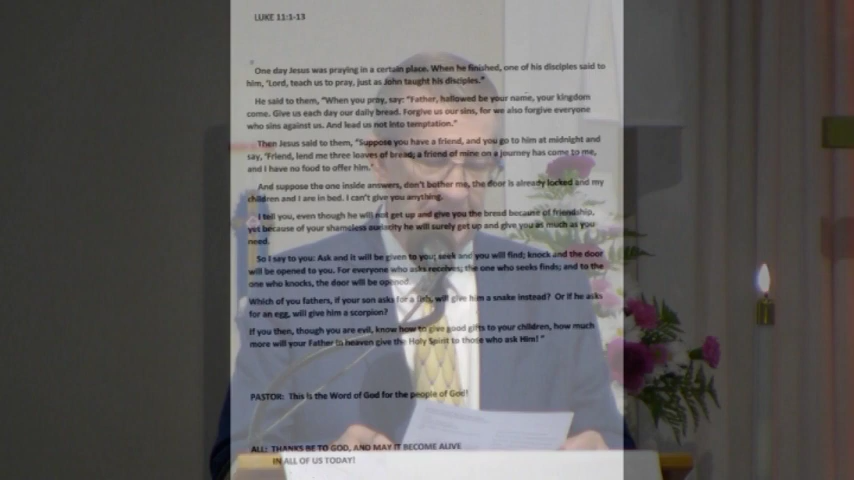 LUKE 11:1-13
"
One day Jesus was praying in a certain place. When he finished, one of his disciples said to
him, "Lord, teach us to pray, just as John taught his disciples."
He said to them, "When you pray, say: "Father, hallowed be your name, your kingdom
come. Give us each day our daily bread. Forgive us our sins, for we also forgive everyone
who sins against us. And lead us not into temptation."
Then Jesus said to them, "Suppose you have a friend, and you go to him at midnight and
say, 'Friend, lend me three loaves of bread; a friend of mine on a journey has come to me,
and I have no food to offer him.'
And suppose the one inside answers, don't bother me, the door is already locked and my
children and I are in bed. I can't give you anything.
I tell you, even though he will not get up and give you the bread because of friendship,
yet because of your shameless audacity he will surely get up and give you as much as you
need.
So I say to you: Ask and it will be given to you; seek and you will find; knock and the door
will be opened to you. For everyone who asks receives; the one who seeks finds; and to the
one who knocks, the door will be opened.
Which of you fathers, if your son asks for a fish, will give him a snake instead? Or if he asks
for an egg, will give him a scorpion?
If you then, though you are evil, know how to give good gifts to your children, how much
more will your Father in heaven give the Holy Spirit to those who ask Him! "
PASTOR: This is the Word of God for the people of God!
ALL: THANKS BE TO GOD, AND MAY IT BECOME ALIVE
IN ALL OF US TODAY!